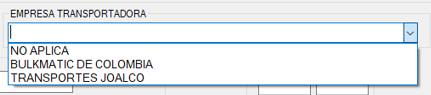 EMPRESA TRANSPORTADORA
NO APLICA
BULKMATIC DE COLOMBIA
TRANSPORTES JOALCO